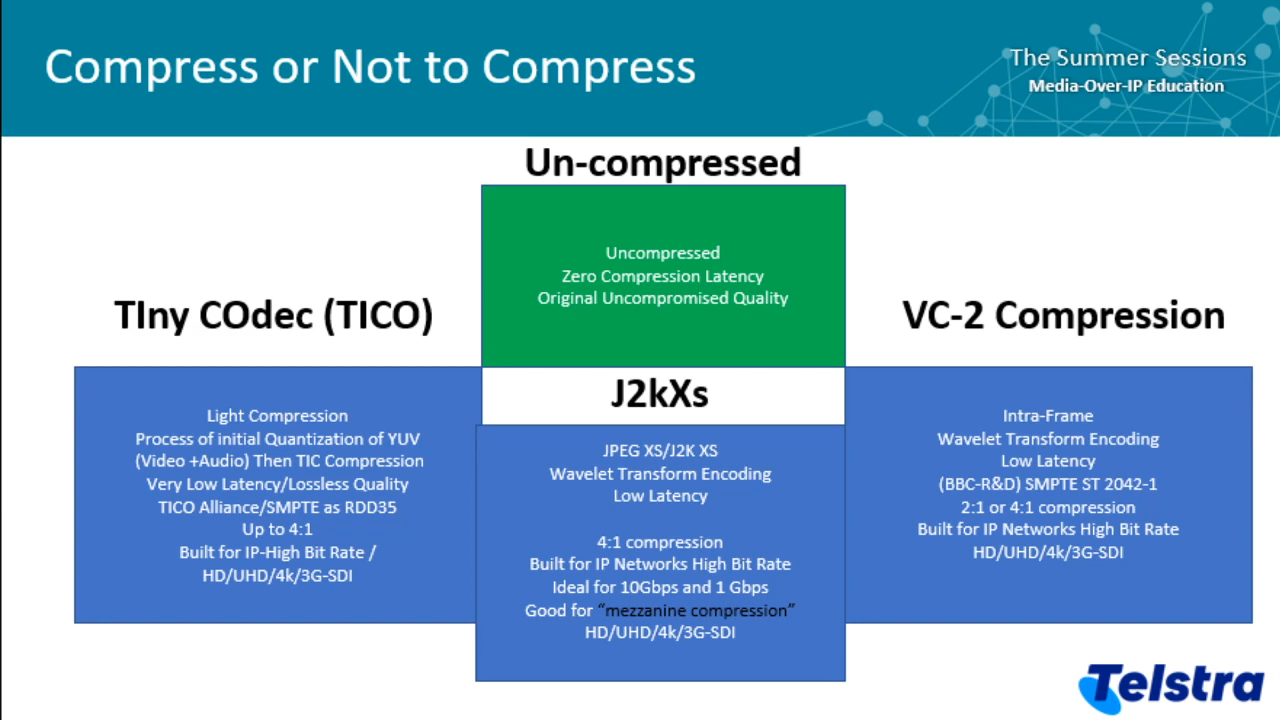 Compress or Not to Compress
The Summer Sessions
Media-Over-IP Education
Un-compressed
Uncompressed
Zero Compression Latency
Original Uncompromised Quality
TIny COdec (TICO)
Light Compression
Process of initial Quantization of YUV
(Video +Audio) Then TIC Compression
Very Low Latency/Lossless Quality
TICO Alliance/SMPTE as RDD35
Up to 4:1
Built for IP-High Bit Rate /
HD/UHD/4k/3G-SDI
J2kXs
JPEG XS/J2K XS
Wavelet Transform Encoding
Low Latency
4:1 compression
Built for IP Networks High Bit Rate
Ideal for 10Gbps and 1 Gbps
Good for “mezzanine compression”
HD/UHD/4k/3G-SDI
VC-2 Compression
Intra-Frame
Wavelet Transform Encoding
Low Latency
(BBC-R&D) SMPTE ST 2042-1
2:1 or 4:1 compression
Built for IP Networks High Bit Rate
HD/UHD/4k/3G-SDI
Telstra